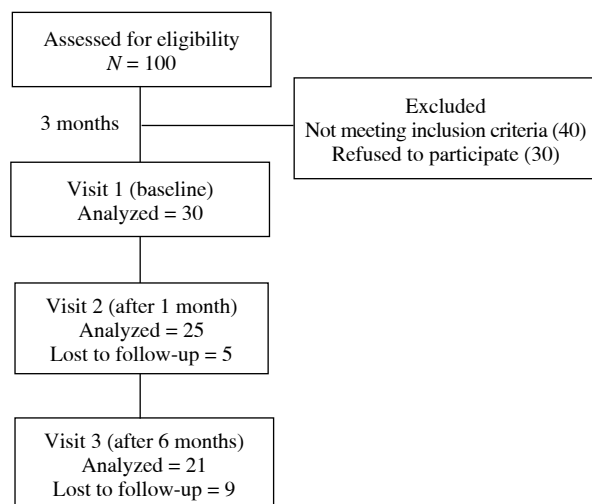 Assessed for eligibility
N = 100
3 months
Excluded
Not meeting inclusion criteria (40)
Refused to participate (30)
Visit 1 (baseline)
Analyzed = 30
Visit 2 (after 1 month)
Analyzed = 25
Lost to follow-up = 5
Visit 3 (after 6 months)
Analyzed = 21
Lost to follow-up = 9